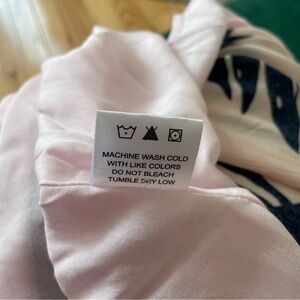 MACHINE WASH COLD
WITH LIKE COLORS
DO NOT BLEACH
TUMBLE DRY LOW